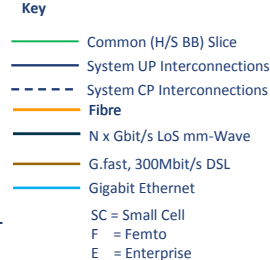 Key
Common (H/S BB) Slice
System UP Interconnections
System CP Interconnections
Fibre
N x Gbit/s LoS mm-Wave
G.fast, 300Mbit/s DSL
Gigabit Ethernet
SC = Small Cell
F = Femto
E = Enterprise